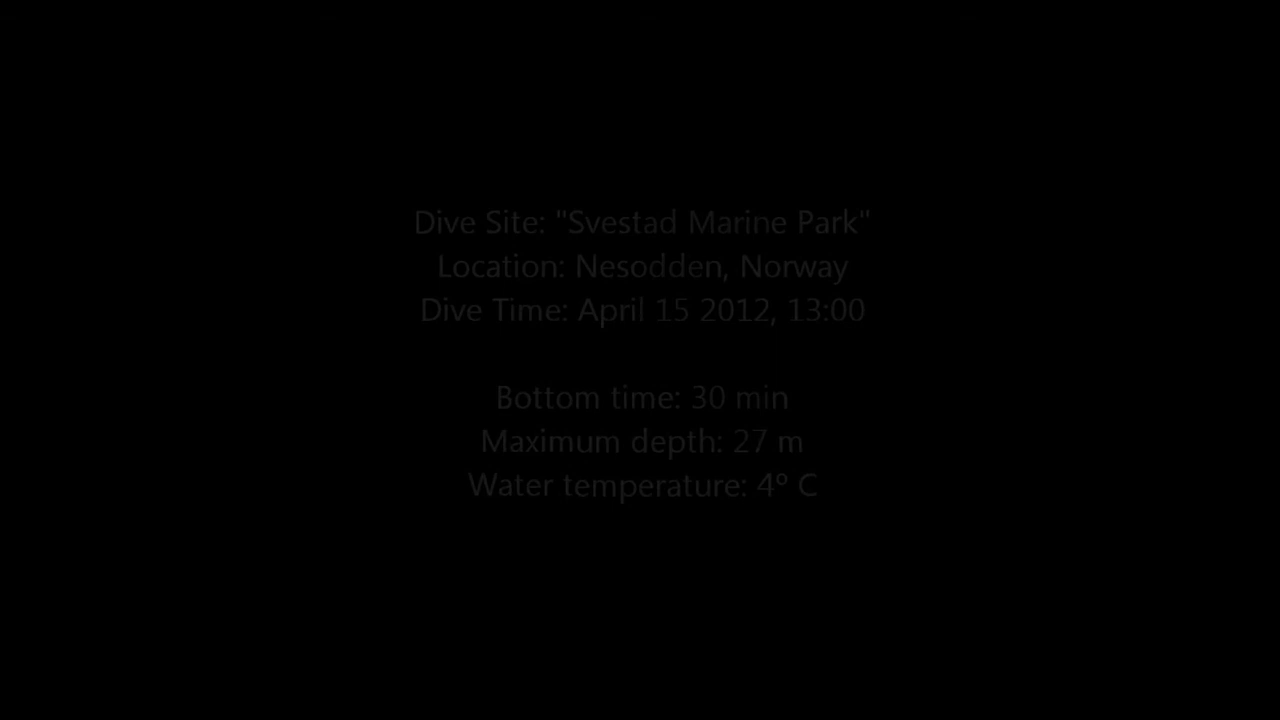 Dive Site: "Svestad Marine Park"
Location: Nesodden, Norway
Dive Time: April 15 2012, 13:00
Bottom time: 30 min
Maximum depth: 27 m
Water temperature: 4º C